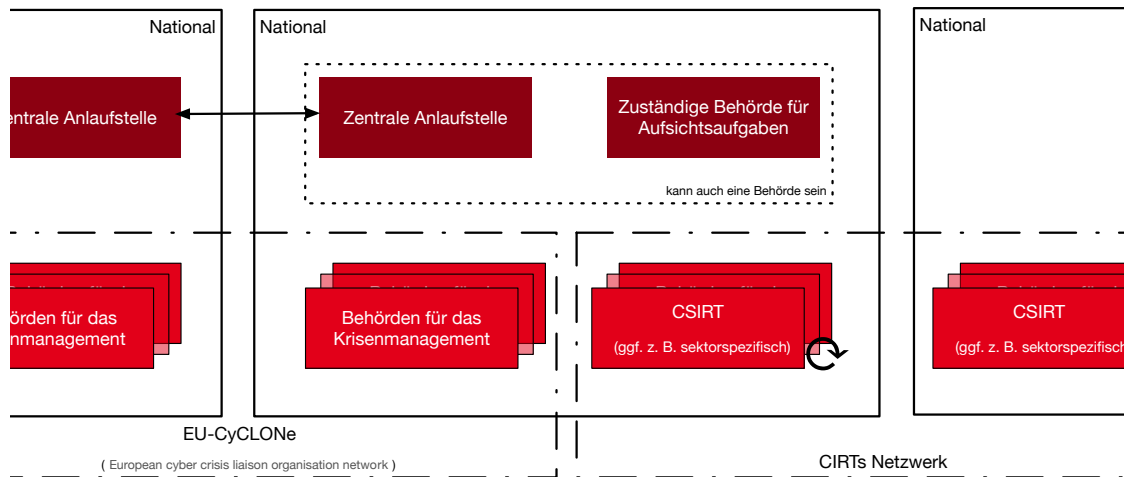 National
National
National
Zentrale Anlaufstelle
Zentrale Anlaufstelle
Zuständige Behörde für
Aufsichtsaufgaben
kann auch eine Behörde sein
örden für das
nmanagement
Behörden für das
Krisenmanagement
CSIRT
(ggf. z. B. sektorspezifisch)
CSIRT
(ggf. z. B. sektorspezifisch
EU-CyCLONe
( European cyber crisis liaison organisation network )
CIRTs Netzwerk